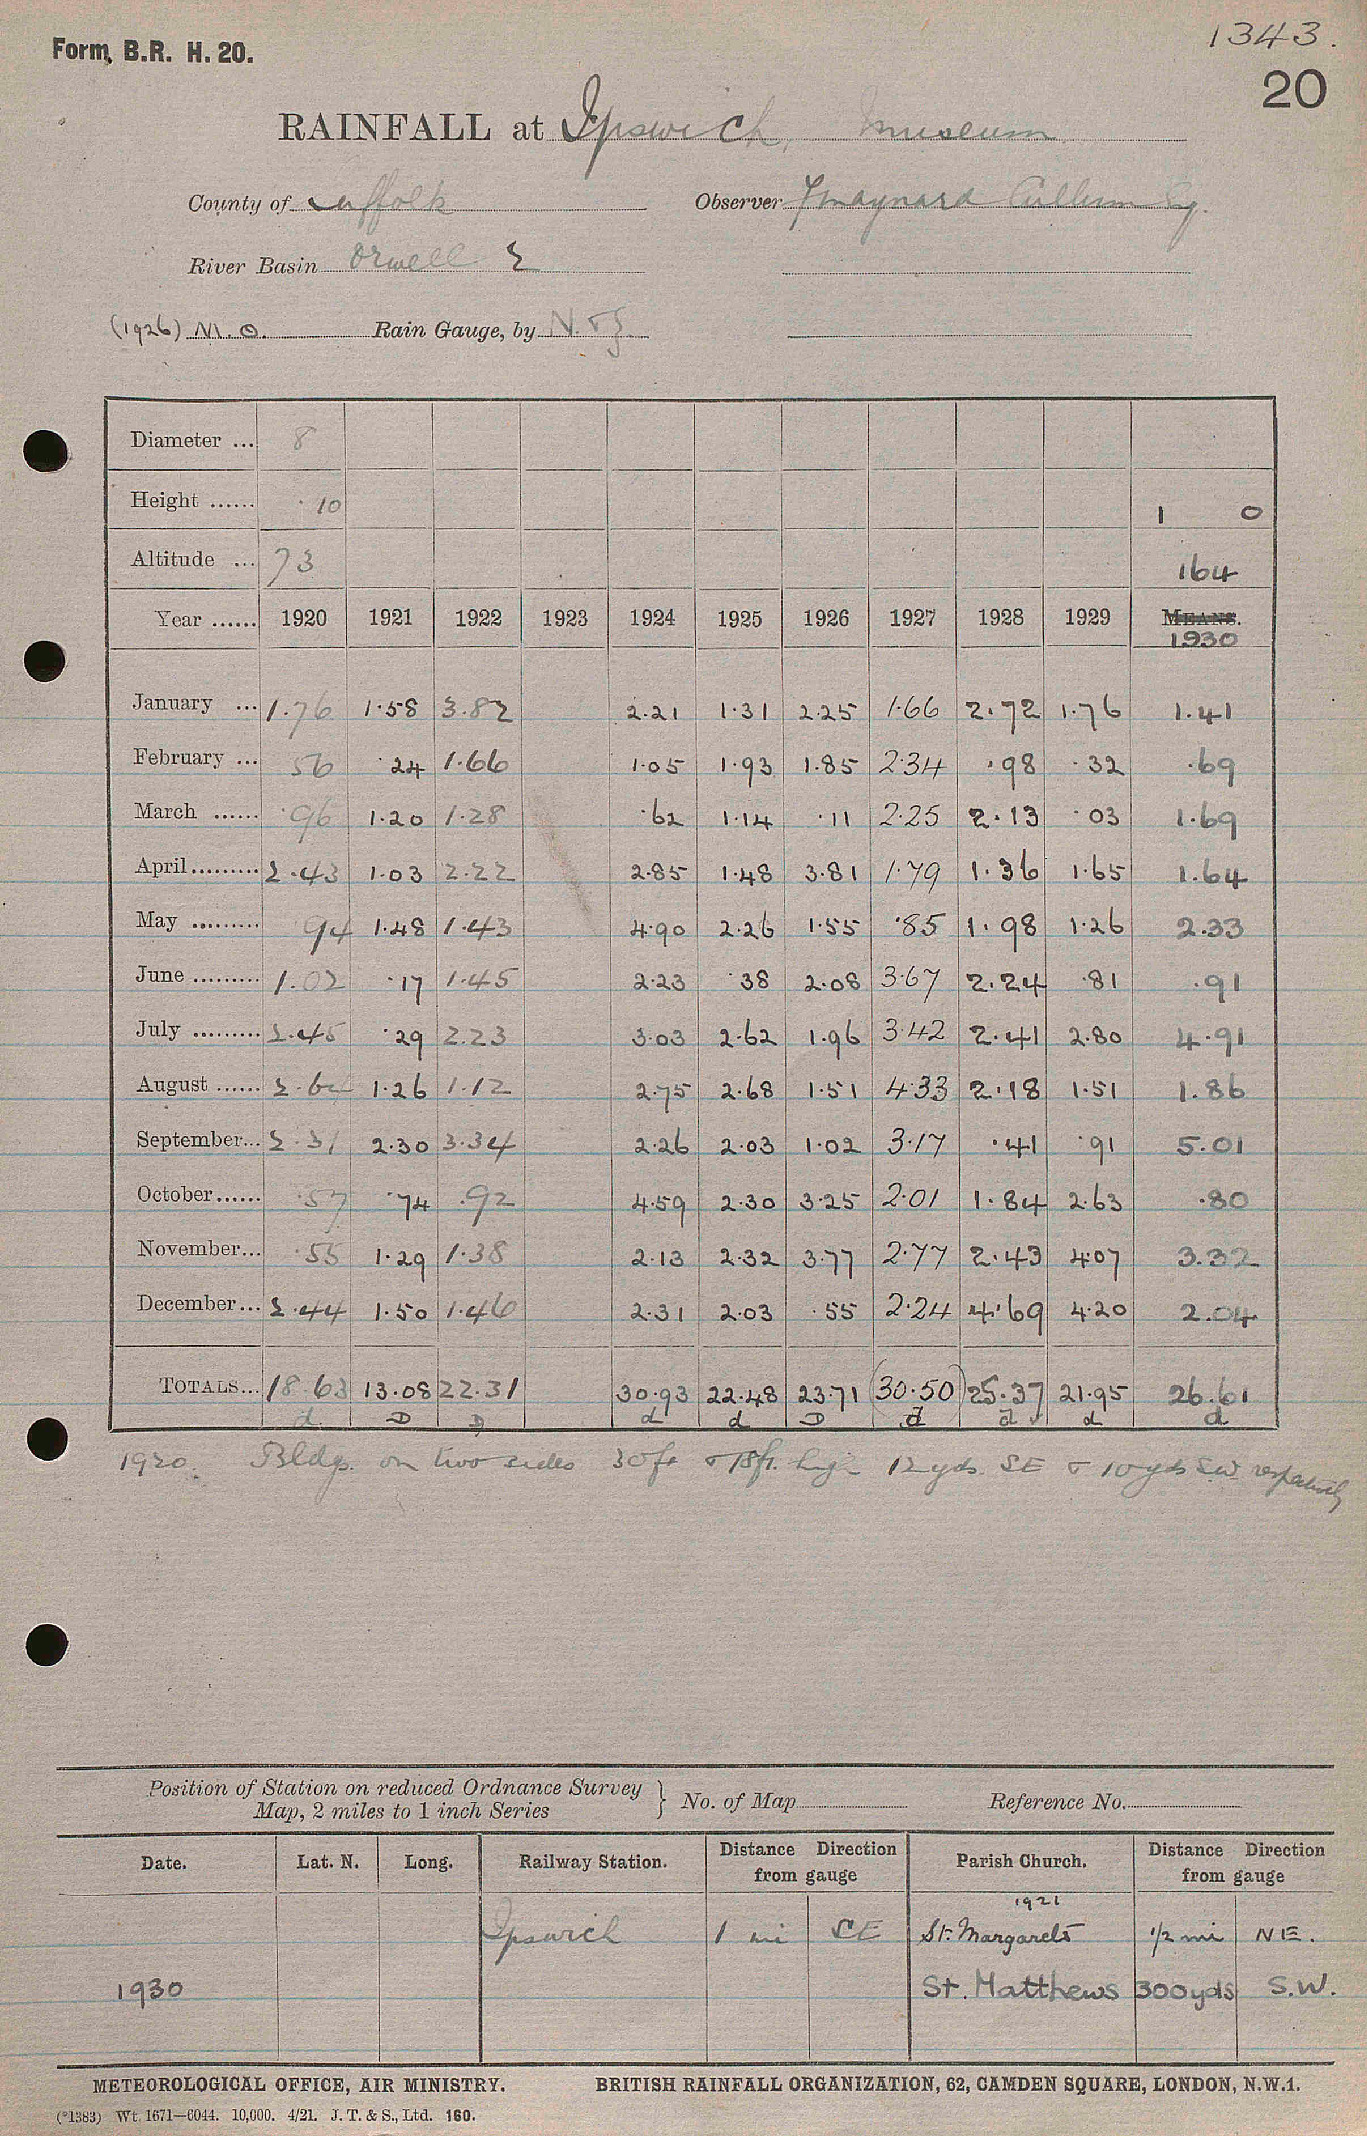 Form, B.R. H. 20.
1343.
20
RAINFALL at Ipswich, Museum
County of Suffolk Observer Maynard Esq.
River Basin Orwell
(1926) M.O. Rain Gauge, by N. & Z.
Diameter ... 8
Height ...... ·10 1 0
Altitude ... 73 164
Year ...... 1920 1921 1922 1923 1924 1925 1926 1927 1928 1929 MEANS.
1930
January ... 1.76 1·58 3.82 2.21 1·31 2.25 1·66 2.72 1.76 1.41
February ... 56 ·24 1.66 1.05 1.93 1.85 2·34 ·98 ·32 ·69
March ...... ·96 1·20 1·28 ·62 1·14 ·11 2·25 2.13 ·03 1·69
April......... 2·43 1·03 2.22 2·85 1·48 3·81 1·79 1·36 1·65 1.64
May ......... 94 1·48 1·43 4·90 2·26 1·55 ·85 1·98 1·26 2.33
June ......... 1.02 ·17 1·45 2·23 ·38 2·08 3·67 2.24 ·81 ·91
July ......... 2·45 ·29 2.23 3·03 2·62 1·96 3·42 2·41 2.80 4·91
August ...... 1·26 1·12 2·75 2·68 1·51 4·33 2·18 1·51 1.86
September... 2·31 2·30 3·34 2·26 2·03 1·02 3·17 ·41 ·91 5.01
October...... ·57 ·74 ·92 4·59 2·30 3·25 2·01 1·84 2·63 ·80
November... ·55 1·29 1·38 2·13 2·32 3·77 2·77 2·43 4·07 3.32
December... 2·44 1·50 1·46 2·31 2·03 ·55 2·24 4·69 4·20 2.04
TOTALS... 18·63 13·08 22·31 30·93 22·48 23·71 (30·50) 25·37 21·95 26.61
d D D d d D d d d d
1920. Bldgs. on two sides 30ft & 18ft. high 12 yds. SE & 10 yds SW respectively
Position of Station on reduced Ordnance Survey
Map, 2 miles to 1 inch Series } No. of Map Reference No.
Date. Lat. N. Long. Railway Station. Distance Direction from gauge Parish Church. Distance Direction from gauge
1921
Ipswich 1 mi SE St. Margarets 1/2 mi NE.
1930 St. Matthews 300yds S.W.
METEOROLOGICAL OFFICE, AIR MINISTRY. BRITISH RAINFALL ORGANIZATION, 62, CAMDEN SQUARE, LONDON, N.W.1.
(*1383) Wt. 1671—6044. 10,000. 4/21. J. T. & S., Ltd. 160.